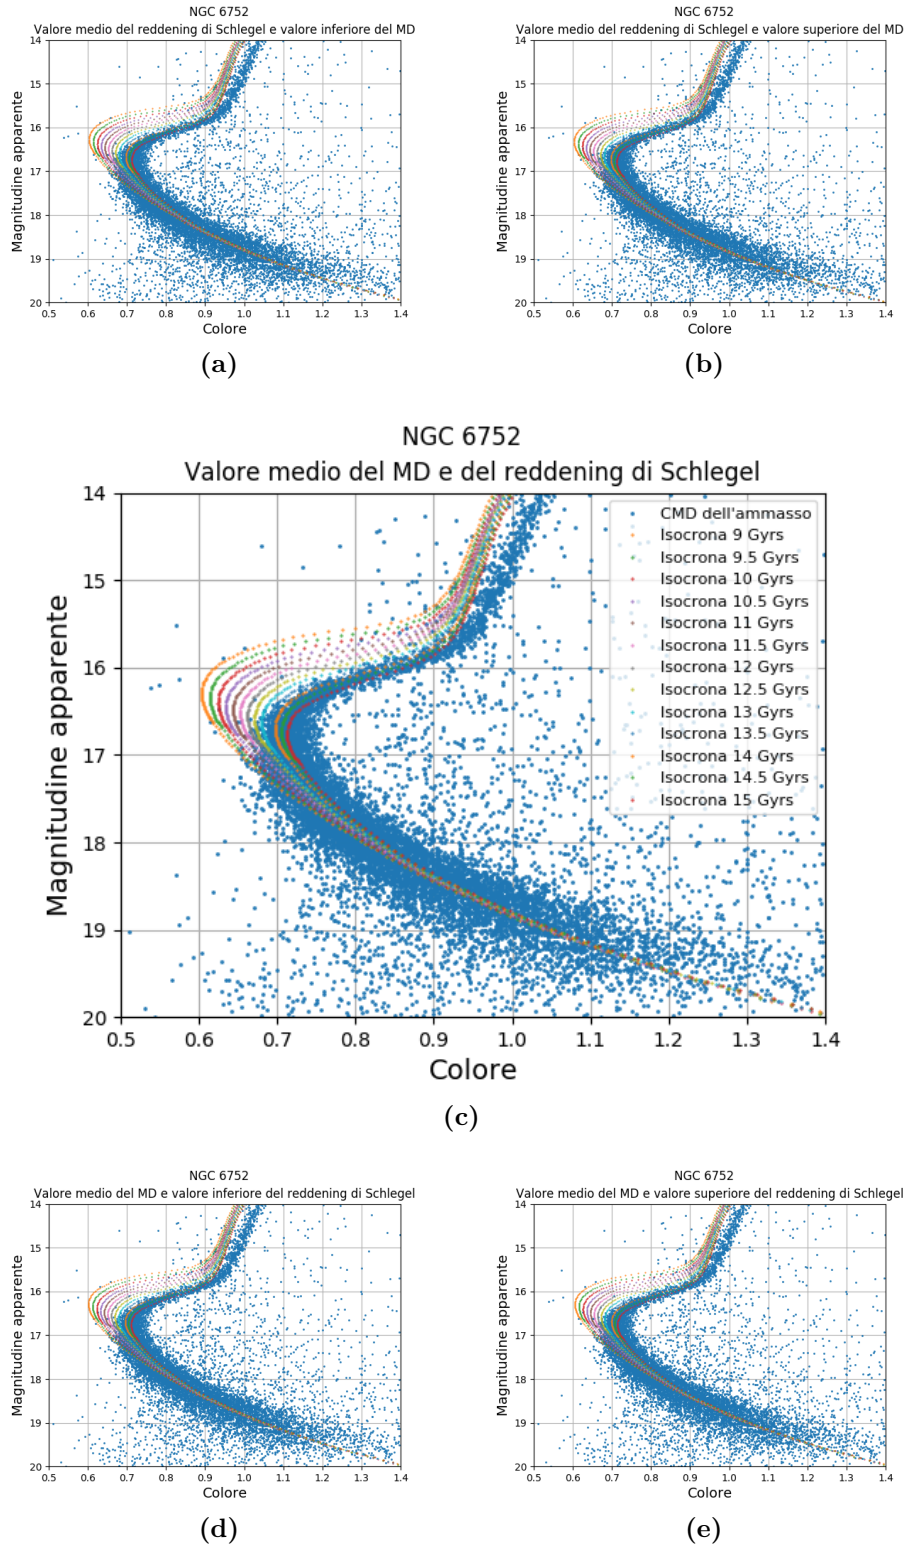 NGC 6752
Valore medio del reddening di Schlegel e valore inferiore del MD
14
15
16
17
18
19
20
Magnitudine apparente
0.5 0.6 0.7 0.8 0.9 1.0 1.1 1.2 1.3 1.4
Colore
(a)
NGC 6752
Valore medio del reddening di Schlegel e valore superiore del MD
14
15
16
17
18
19
20
Magnitudine apparente
0.5 0.6 0.7 0.8 0.9 1.0 1.1 1.2 1.3 1.4
Colore
(b)
NGC 6752
Valore medio del MD e del reddening di Schlegel
14
15
16
17
18
19
20
Magnitudine apparente
CMD dell'ammasso
Isocrona 9 Gyrs
Isocrona 9.5 Gyrs
Isocrona 10 Gyrs
Isocrona 10.5 Gyrs
Isocrona 11 Gyrs
Isocrona 11.5 Gyrs
Isocrona 12 Gyrs
Isocrona 12.5 Gyrs
Isocrona 13 Gyrs
Isocrona 13.5 Gyrs
Isocrona 14 Gyrs
Isocrona 14.5 Gyrs
Isocrona 15 Gyrs
0.5 0.6 0.7 0.8 0.9 1.0 1.1 1.2 1.3 1.4
Colore
(c)
NGC 6752
Valore medio del MD e valore inferiore del reddening di Schlegel
14
15
16
17
18
19
20
Magnitudine apparente
0.5 0.6 0.7 0.8 0.9 1.0 1.1 1.2 1.3 1.4
Colore
(d)
NGC 6752
Valore medio del MD e valore superiore del reddening di Schlegel
14
15
16
17
18
19
20
Magnitudine apparente
0.5 0.6 0.7 0.8 0.9 1.0 1.1 1.2 1.3 1.4
Colore
(e)